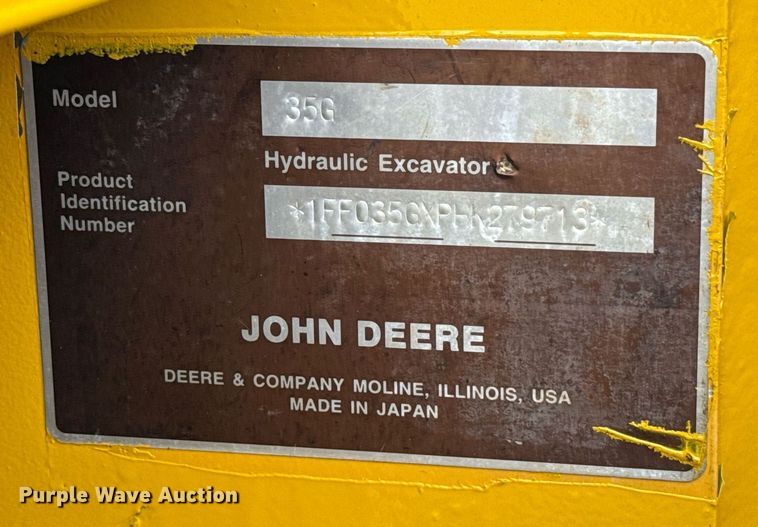 Model
35G
Hydraulic Excavator
Product
Identification
Number
*1FF035GXPHK279713*
JOHN DEERE
DEERE & COMPANY MOLINE, ILLINOIS, USA
MADE IN JAPAN
Purple Wave Auction